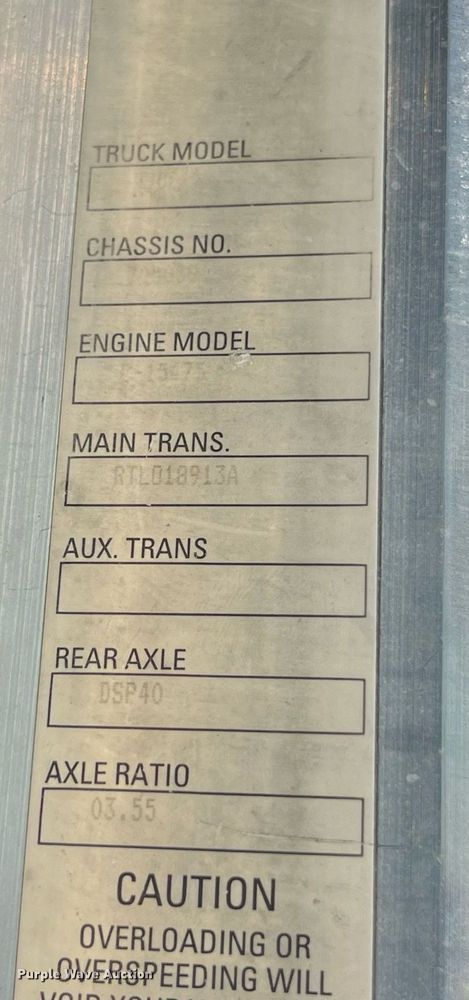 TRUCK MODEL
CHASSIS NO.
ENGINE MODEL
MAIN TRANS.
RTLO18913A
AUX. TRANS
REAR AXLE
DSP40
AXLE RATIO
03.55
CAUTION
OVERLOADING OR
OVERSPEEDING WILL
Purple Wave Auction